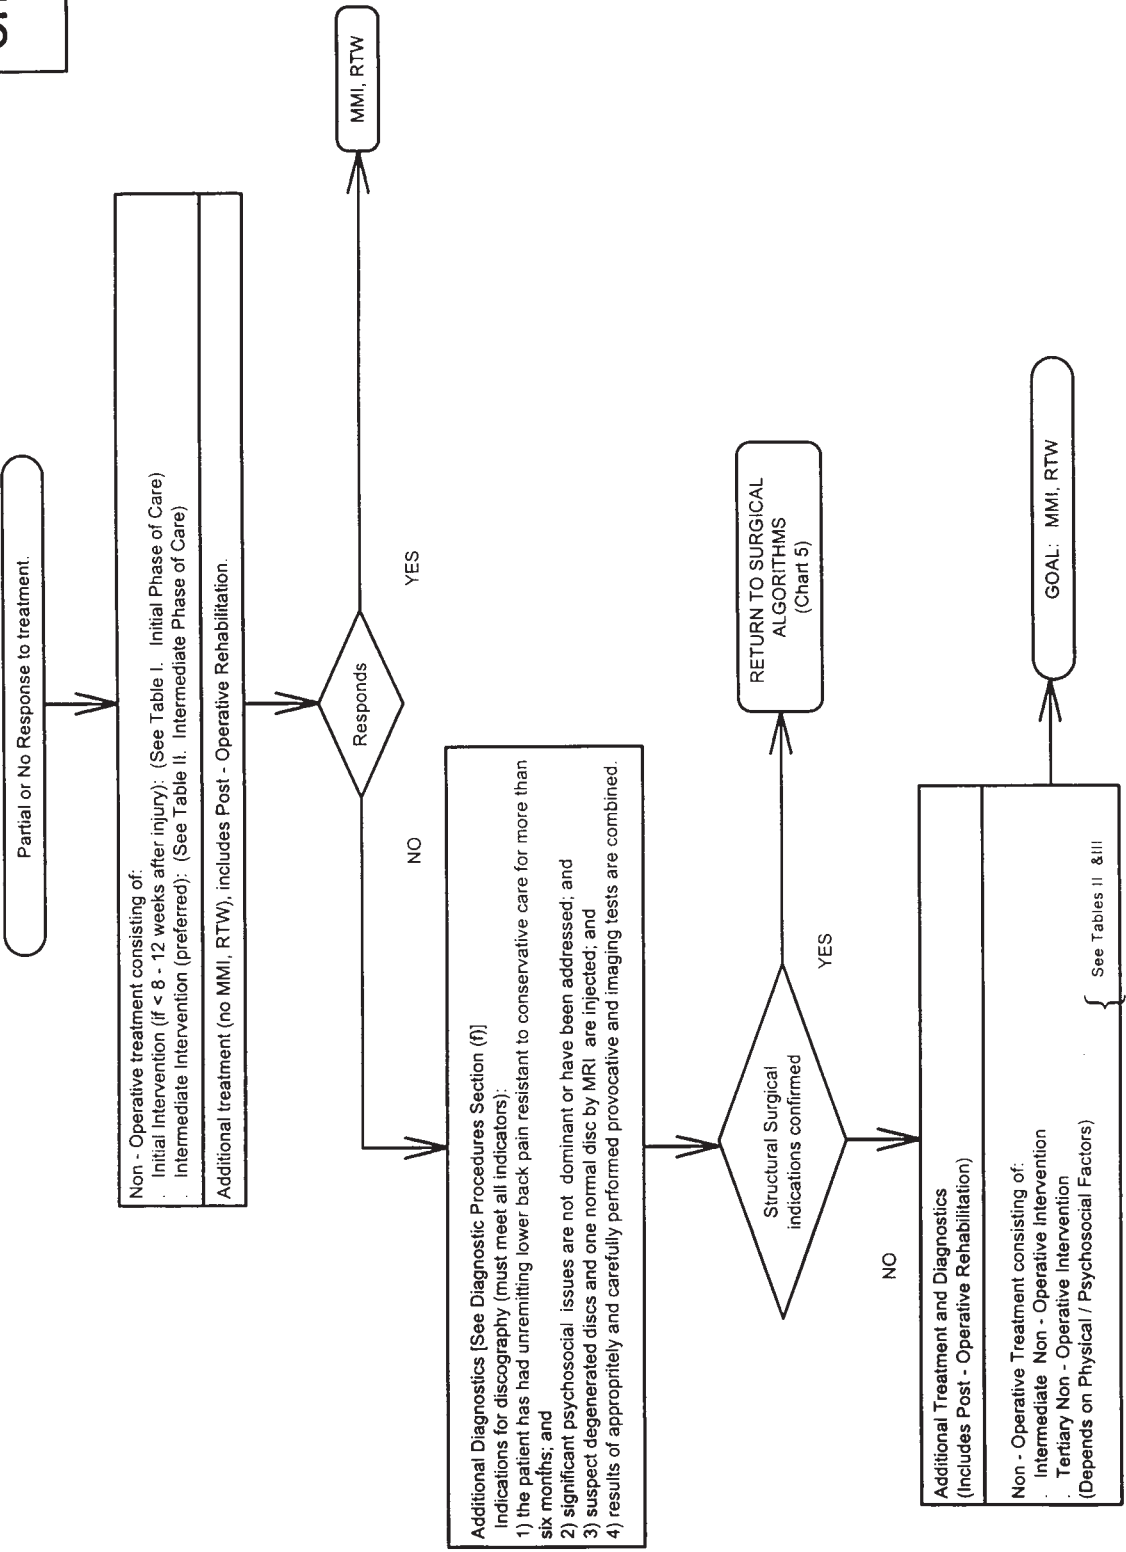 Partial or No Response to treatment.
Non - Operative treatment consisting of:
. Initial Intervention (if < 8 - 12 weeks after injury): (See Table I. Initial Phase of Care)
. Intermediate Intervention (preferred): (See Table II. Intermediate Phase of Care)
Additional treatment (no MMI, RTW), includes Post - Operative Rehabilitation.
Responds
YES
MMI, RTW
NO
Additional Diagnostics [See Diagnostic Procedures Section (f)]
Indications for discography (must meet all indicators):
1) the patient has had unremitting lower back pain resistant to conservative care for more than
six months; and
2) significant psychosocial issues are not dominant or have been addressed; and
3) suspect degenerated discs and one normal disc by MRI are injected; and
4) results of appropritely and carefully performed provocative and imaging tests are combined.
Structural Surgical
indications confirmed
YES
RETURN TO SURGICAL
ALGORITHMS
(Chart 5)
NO
Additional Treatment and Diagnostics
(Includes Post - Operative Rehabilitation)
Non - Operative Treatment consisting of:
. Intermediate Non - Operative Intervention
. Tertiary Non - Operative Intervention
(Depends on Physical / Psychosocial Factors)
{ See Tables II &III
GOAL: MMI, RTW